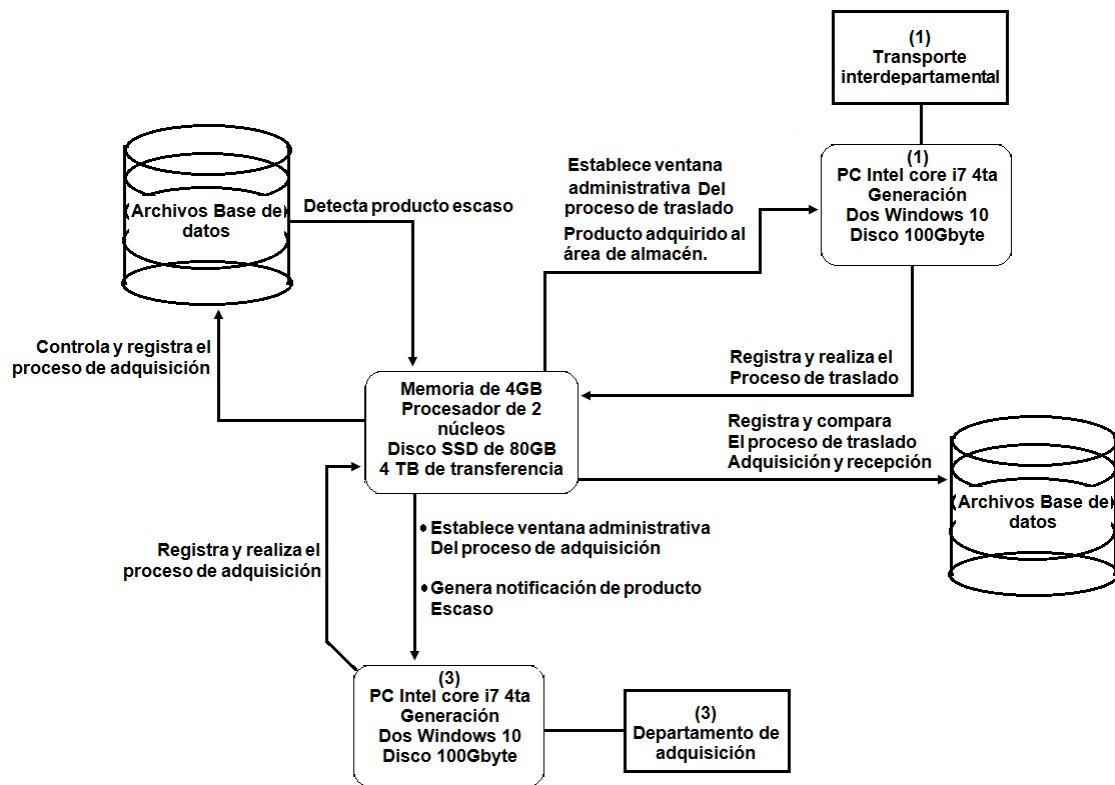 (1)
Transporte
interdepartamental
(1)
PC Intel core i7 4ta
Generación
Dos Windows 10
Disco 100Gbyte
Establece ventana
administrativa Del
proceso de traslado
Producto adquirido al
área de almacén.
Archivos Base de
datos
Detecta producto escaso
Controla y registra el
proceso de adquisición
Memoria de 4GB
Procesador de 2
núcleos
Disco SSD de 80GB
4 TB de transferencia
Registra y realiza el
Proceso de traslado
Registra y compara
El proceso de traslado
Adquisición y recepción
Archivos Base de
datos
Registra y realiza el
proceso de adquisición
• Establece ventana administrativa
Del proceso de adquisición
• Genera notificación de producto
Escaso
(3)
PC Intel core i7 4ta
Generación
Dos Windows 10
Disco 100Gbyte
(3)
Departamento de
adquisición